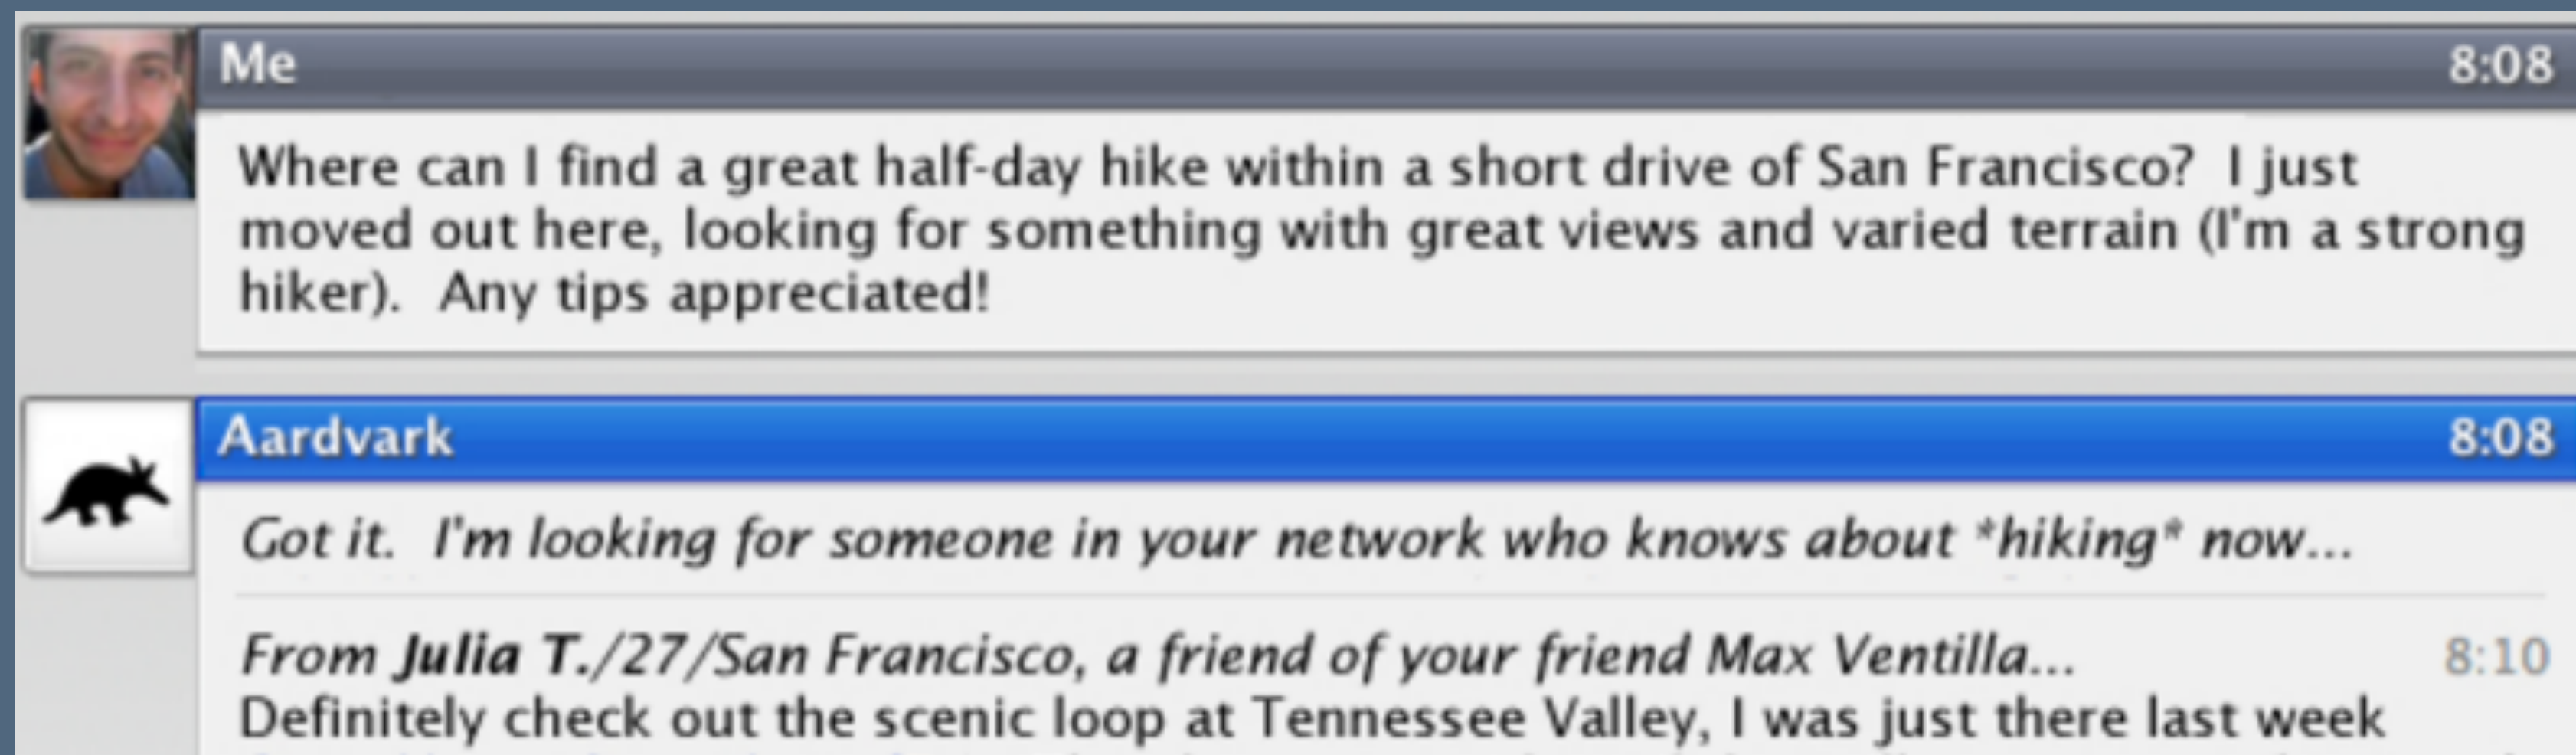 Me 8:08
Where can I find a great half-day hike within a short drive of San Francisco?  I just
moved out here, looking for something with great views and varied terrain (I'm a strong
hiker).  Any tips appreciated!
Aardvark 8:08
Got it.  I'm looking for someone in your network who knows about *hiking* now...
From Julia T./27/San Francisco, a friend of your friend Max Ventilla... 8:10
Definitely check out the scenic loop at Tennessee Valley, I was just there last week